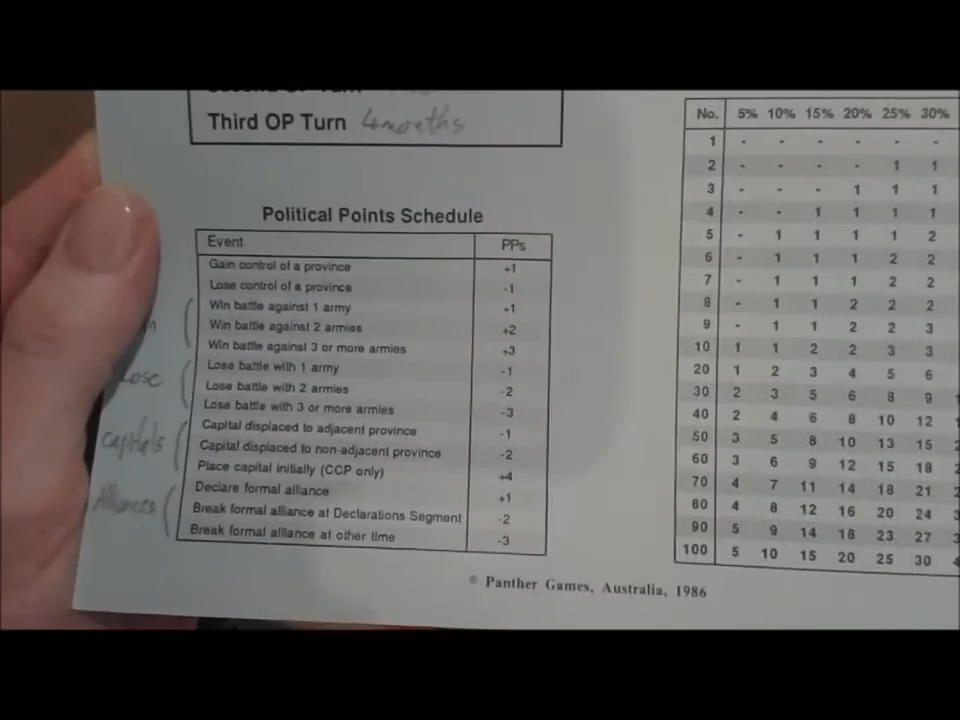 Third OP Turn 4 months
Political Points Schedule
Event PPs
Gain control of a province +1
Lose control of a province -1
Win battle against 1 army +1
Win battle against 2 armies +2
Win battle against 3 or more armies +3
Lose battle with 1 army -1
Lose
Lose battle with 2 armies -2
Lose battle with 3 or more armies -3
Capital displaced to adjacent province -1
Capitals
Capital displaced to non-adjacent province -2
Place capital initially (CCP only) +4
Declare formal alliance +1
Alliances
Break formal alliance at Declarations Segment -2
Break formal alliance at other time -3
© Panther Games, Australia, 1986
No. 5% 10% 15% 20% 25% 30%
1 - - - - - -
2 - - - - 1 1
3 - - - 1 1 1
4 - - 1 1 1 1
5 - 1 1 1 1 2
6 - 1 1 1 2 2
7 - 1 1 1 2 2
8 - 1 1 2 2 2
9 - 1 1 2 2 3
10 1 1 2 2 3 3
20 1 2 3 4 5 6
30 2 3 5 6 8 9
40 2 4 6 8 10 12
50 3 5 8 10 13 15
60 3 6 9 12 15 18
70 4 7 11 14 18 21
80 4 8 12 16 20 24
90 5 9 14 18 23 27
100 5 10 15 20 25 30